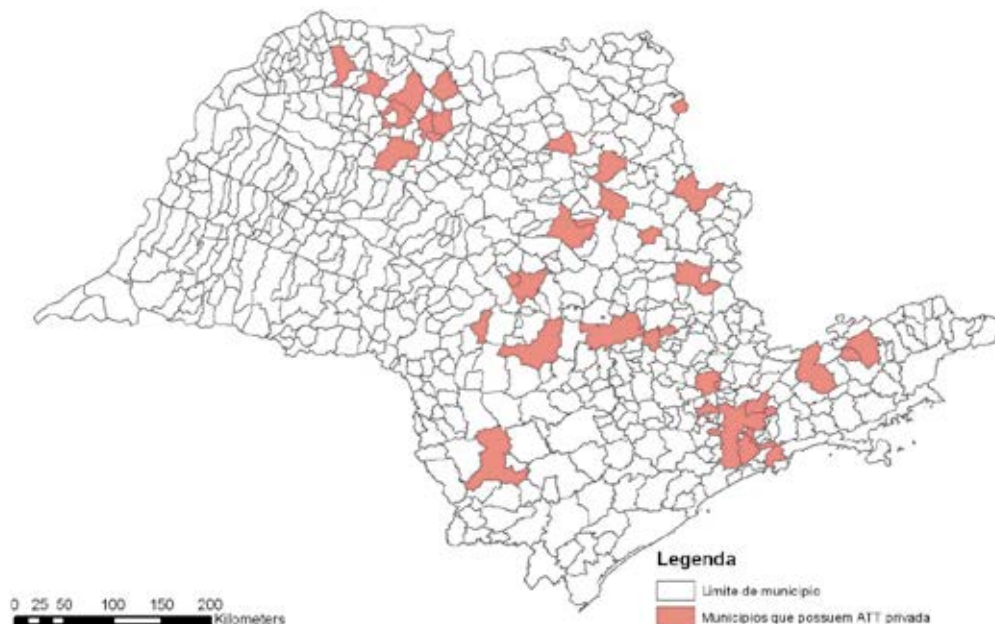 Legenda
Limite de município
Municípios que possuem ATT privada
0 25 50 100 150 200
Kilometers